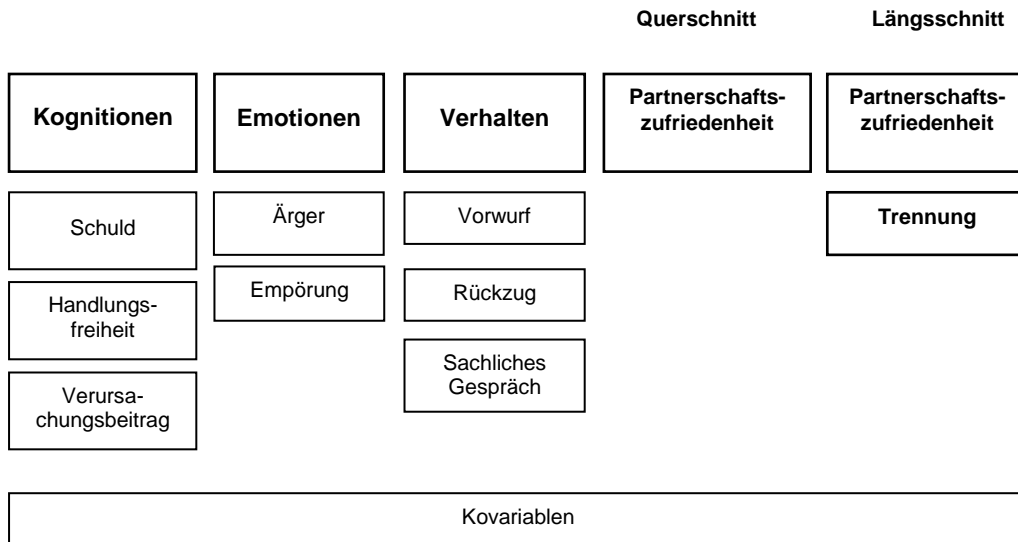 Querschnitt
Längsschnitt
Kognitionen
Emotionen
Verhalten
Partnerschafts-
zufriedenheit
Partnerschafts-
zufriedenheit
Schuld
Handlungs-
freiheit
Verursa-
chungsbeitrag
Ärger
Empörung
Vorwurf
Rückzug
Sachliches
Gespräch
Trennung
Kovariablen